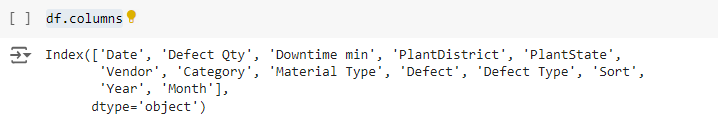 [ ] df.columns
Index(['Date', 'Defect Qty', 'Downtime min', 'PlantDistrict', 'PlantState',
'Vendor', 'Category', 'Material Type', 'Defect', 'Defect Type', 'Sort',
'Year', 'Month'],
dtype='object')